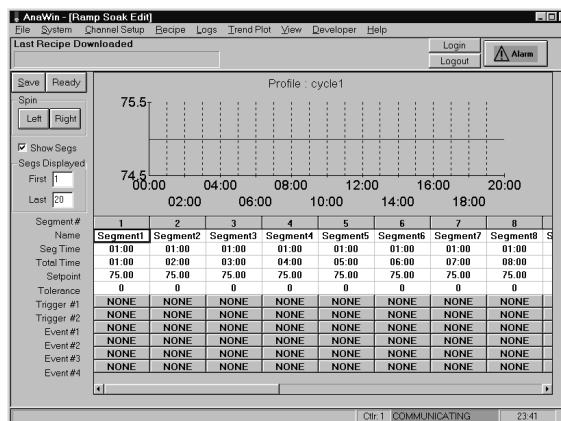 AnaWin - [Ramp Soak Edit]
File System Channel Setup Recipe Logs Trend Plot View Developer Help
Last Recipe Downloaded
Login
Logout
Alarm
Save Ready
Spin
Left Right
Show Segs
Segs Displayed
First 1
Last 20
Profile : cycle1
75.5
74.5
00:00 04:00 08:00 12:00 16:00 20:00
02:00 06:00 10:00 14:00 18:00
Segment # 1 2 3 4 5 6 7 8
Name Segment1 Segment2 Segment3 Segment4 Segment5 Segment6 Segment7 Segment8 S
Seg Time 01:00 01:00 01:00 01:00 01:00 01:00 01:00 01:00
Total Time 01:00 02:00 03:00 04:00 05:00 06:00 07:00 08:00
Setpoint 75.00 75.00 75.00 75.00 75.00 75.00 75.00 75.00
Tolerance 0 0 0 0 0 0 0 0
Trigger #1 NONE NONE NONE NONE NONE NONE NONE NONE
Trigger #2 NONE NONE NONE NONE NONE NONE NONE NONE
Event #1 NONE NONE NONE NONE NONE NONE NONE NONE
Event #2 NONE NONE NONE NONE NONE NONE NONE NONE
Event #3 NONE NONE NONE NONE NONE NONE NONE NONE
Event #4 NONE NONE NONE NONE NONE NONE NONE NONE
Ctlr: 1 COMMUNICATING 23:41